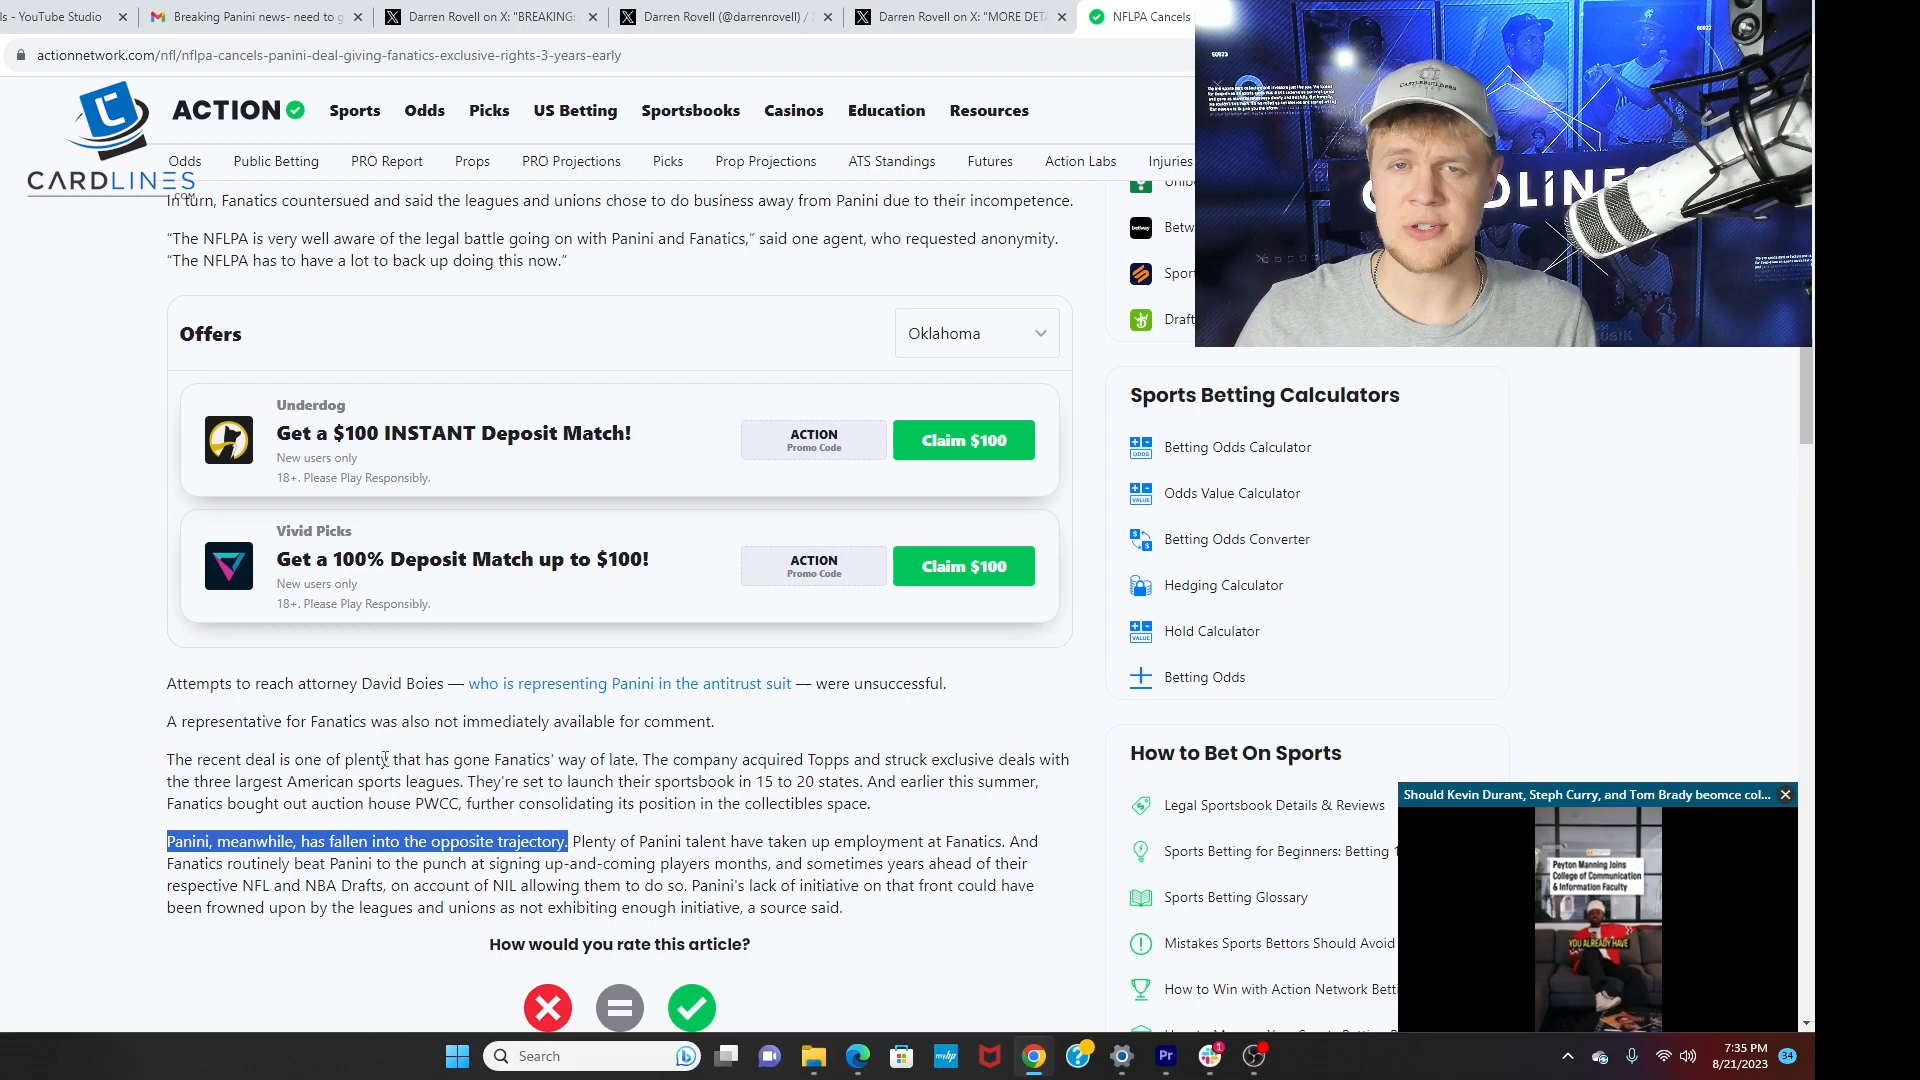 ls - YouTube Studio
Breaking Panini news- need to g
Darren Rovell on X: "BREAKING:
Darren Rovell (@darrenrovell) /
Darren Rovell on X: "MORE DETA
NFLPA Cancels
actionnetwork.com/nfl/nflpa-cancels-panini-deal-giving-fanatics-exclusive-rights-3-years-early
CARDLINES
.COM
ACTION
Sports
Odds
Picks
US Betting
Sportsbooks
Casinos
Education
Resources
Odds
Public Betting
PRO Report
Props
PRO Projections
Picks
Prop Projections
ATS Standings
Futures
Action Labs
Injuries
In turn, Fanatics countersued and said the leagues and unions chose to do business away from Panini due to their incompetence.
“The NFLPA is very well aware of the legal battle going on with Panini and Fanatics,” said one agent, who requested anonymity.
“The NFLPA has to have a lot to back up doing this now.”
Offers
Oklahoma
Underdog
Get a $100 INSTANT Deposit Match!
New users only
18+. Please Play Responsibly.
ACTION
Promo Code
Claim $100
Vivid Picks
Get a 100% Deposit Match up to $100!
New users only
18+. Please Play Responsibly.
ACTION
Promo Code
Claim $100
Attempts to reach attorney David Boies — who is representing Panini in the antitrust suit — were unsuccessful.
A representative for Fanatics was also not immediately available for comment.
The recent deal is one of plenty that has gone Fanatics' way of late. The company acquired Topps and struck exclusive deals with
the three largest American sports leagues. They're set to launch their sportsbook in 15 to 20 states. And earlier this summer,
Fanatics bought out auction house PWCC, further consolidating its position in the collectibles space.
Panini, meanwhile, has fallen into the opposite trajectory. Plenty of Panini talent have taken up employment at Fanatics. And
Fanatics routinely beat Panini to the punch at signing up-and-coming players months, and sometimes years ahead of their
respective NFL and NBA Drafts, on account of NIL allowing them to do so. Panini's lack of initiative on that front could have
been frowned upon by the leagues and unions as not exhibiting enough initiative, a source said.
How would you rate this article?
Unib
betway
Betw
Sport
Draft
CASTLEBUILDERS
RDLINES
Sports Betting Calculators
Betting Odds Calculator
Odds Value Calculator
Betting Odds Converter
Hedging Calculator
Hold Calculator
Betting Odds
How to Bet On Sports
Legal Sportsbook Details & Reviews
Sports Betting for Beginners: Betting 1
Sports Betting Glossary
Mistakes Sports Bettors Should Avoid
How to Win with Action Network Betti
Should Kevin Durant, Steph Curry, and Tom Brady beomce col...
Peyton Manning Joins
College of Communication
& Information Faculty
YOU ALREADY HAVE
Search
myhp
Pr
1
7:35 PM
8/21/2023
34